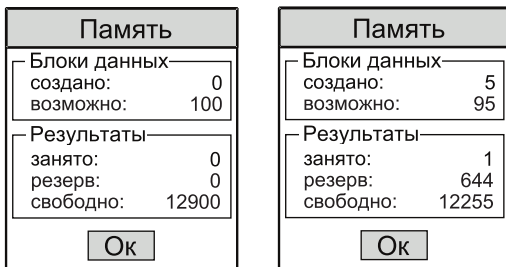 Память
Блоки данных
создано: 0
возможно: 100
Результаты
занято: 0
резерв: 0
свободно: 12900
Ок
Память
Блоки данных
создано: 5
возможно: 95
Результаты
занято: 1
резерв: 644
свободно: 12255
Ок